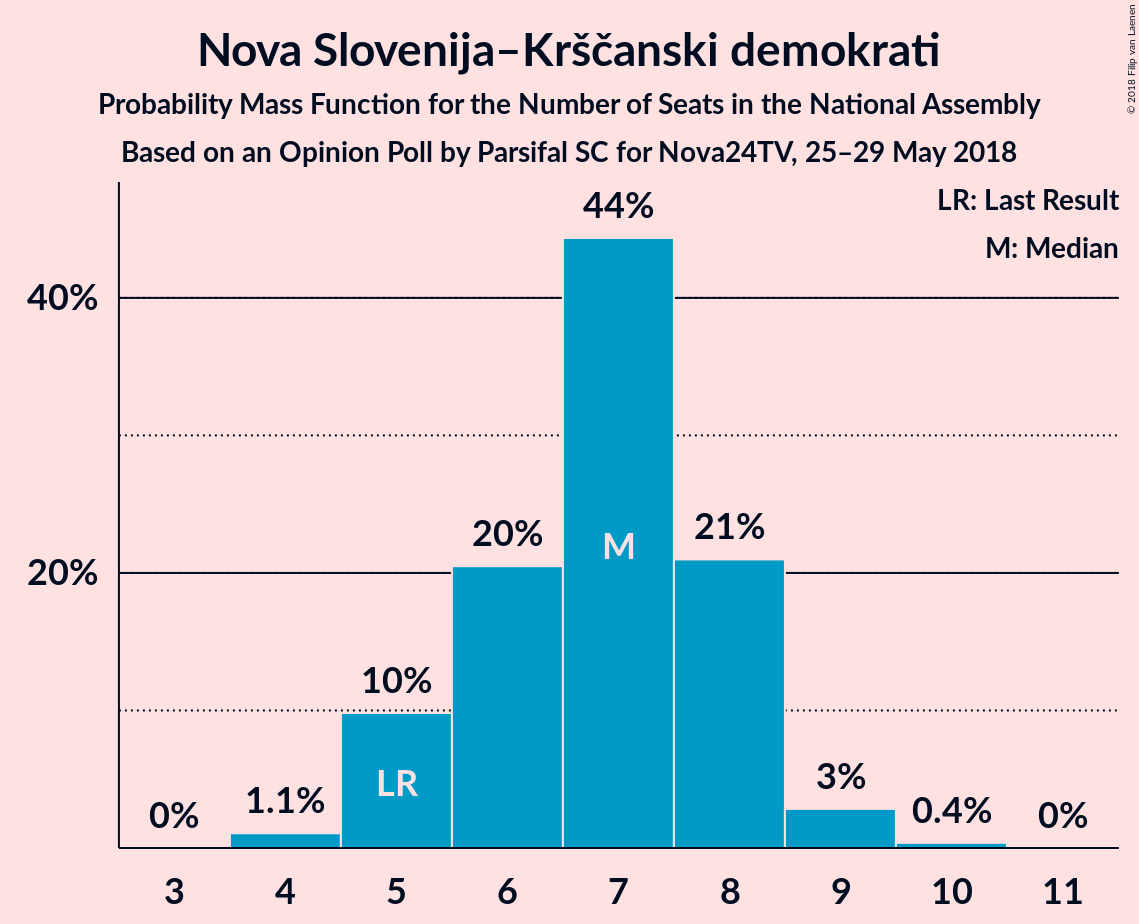 Nova Slovenija–Krščanski demokrati
Probability Mass Function for the Number of Seats in the National Assembly
Based on an Opinion Poll by Parsifal SC for Nova24TV, 25–29 May 2018
© 2018 Filip van Laenen
LR: Last Result
M: Median
40%
20%
0%
1.1%
10%
20%
44%
21%
3%
0.4%
0%
LR
M
3 4 5 6 7 8 9 10 11